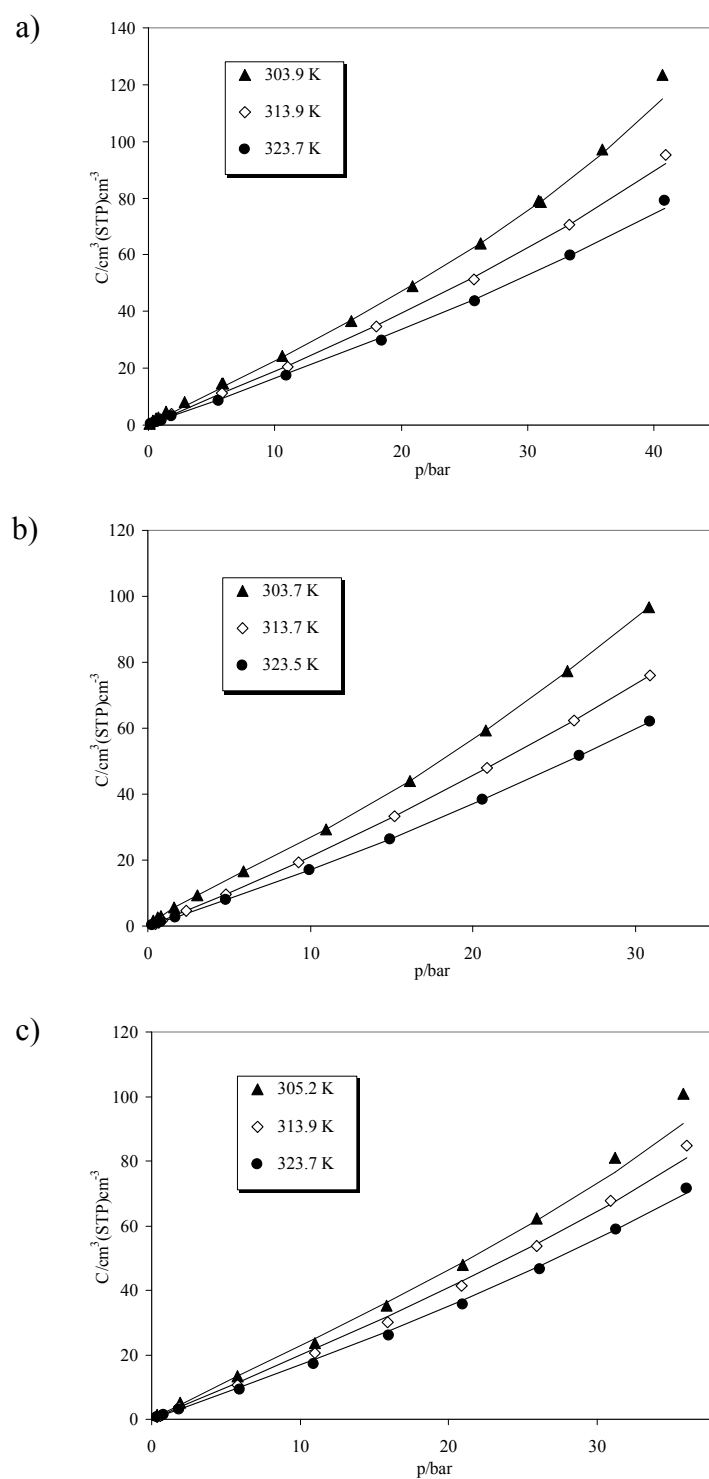 a)
140
120
100
80
60
40
20
0
C/cm³(STP)cm⁻³
303.9 K
313.9 K
323.7 K
0 10 20 30 40
p/bar
b)
120
100
80
60
40
20
0
C/cm³(STP)cm⁻³
303.7 K
313.7 K
323.5 K
0 10 20 30
p/bar
c)
120
100
80
60
40
20
0
C/cm³(STP)cm⁻³
305.2 K
313.9 K
323.7 K
0 10 20 30
p/bar